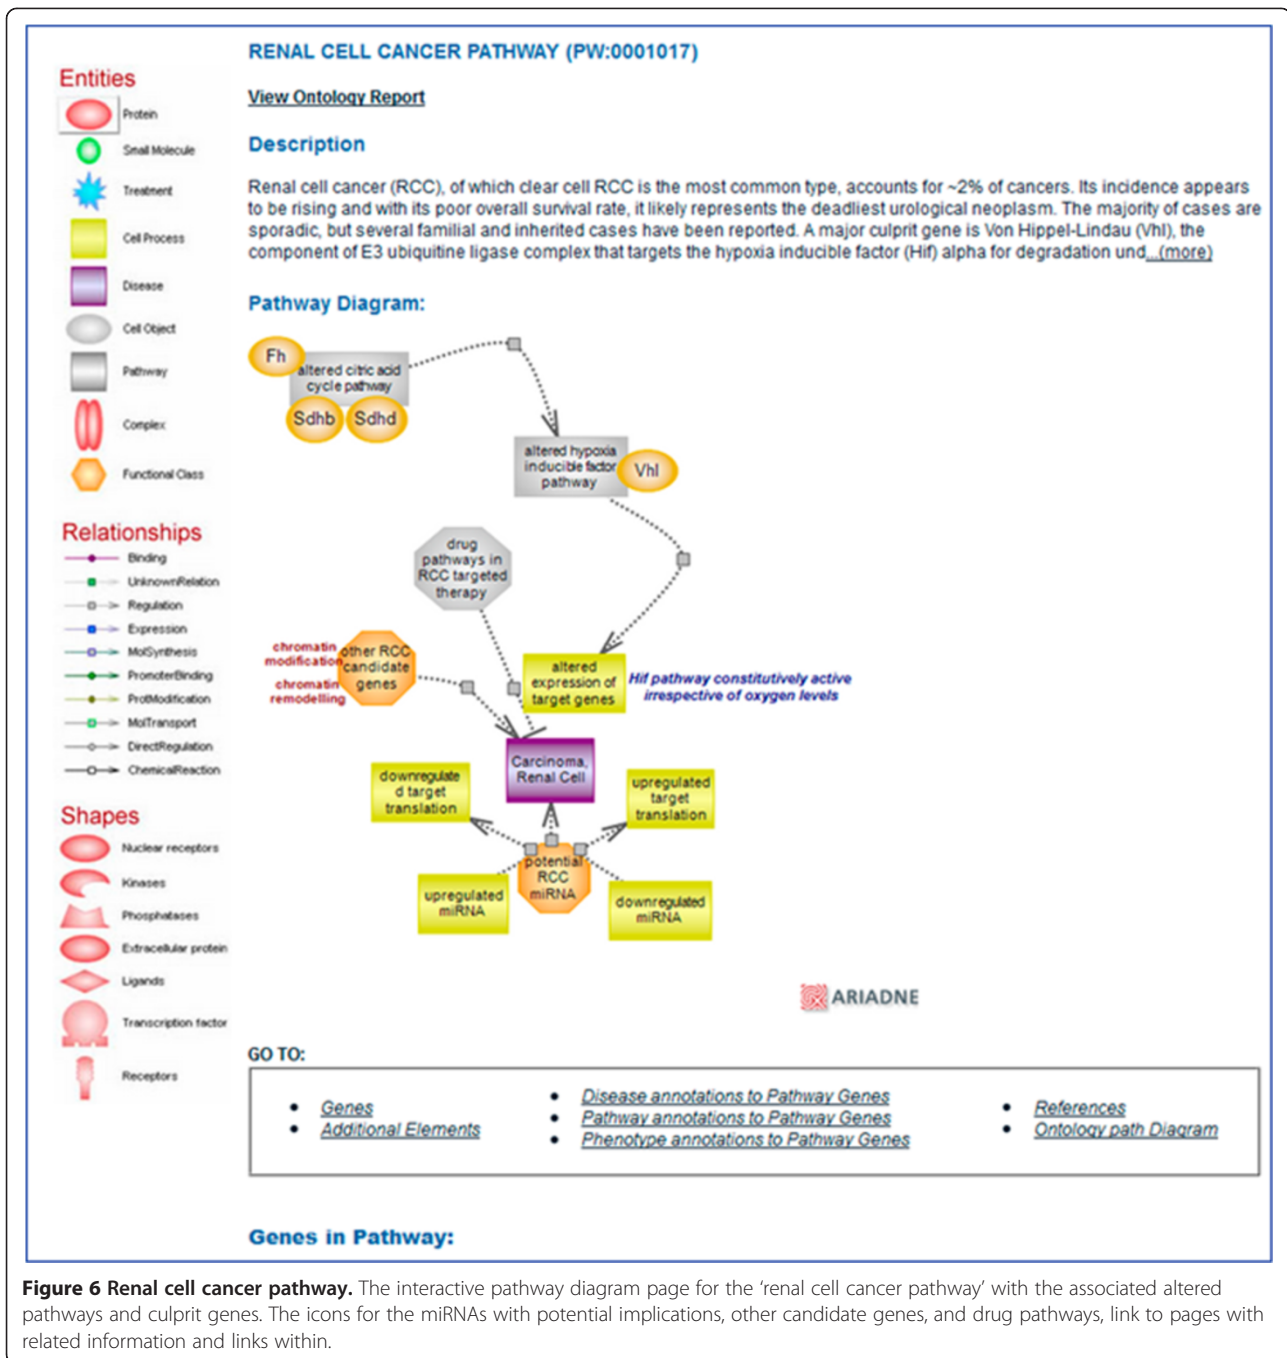 RENAL CELL CANCER PATHWAY (PW:0001017)
View Ontology Report
Description
Renal cell cancer (RCC), of which clear cell RCC is the most common type, accounts for ~2% of cancers. Its incidence appears
to be rising and with its poor overall survival rate, it likely represents the deadliest urological neoplasm. The majority of cases are
sporadic, but several familial and inherited cases have been reported. A major culprit gene is Von Hippel-Lindau (Vhl), the
component of E3 ubiquitine ligase complex that targets the hypoxia inducible factor (Hif) alpha for degradation und...(more)
Entities
Protein
Small Molecule
Treatment
Cell Process
Disease
Cell Object
Pathway
Complex
Functional Class
Relationships
Binding
UnknownRelation
Regulation
Expression
MolSynthesis
PromoterBinding
ProtModification
MolTransport
DirectRegulation
ChemicalReaction
Shapes
Nuclear receptors
Kinases
Phosphatases
Extracellular protein
Ligands
Transcription factor
Receptors
Pathway Diagram:
Fh
altered citric acid
cycle pathway
Sdhb
Sdhd
altered hypoxia
inducible factor
pathway
Vhl
drug
pathways in
RCC targeted
therapy
chromatin
modification
chromatin
remodelling
other RCC
candidate
genes
altered
expression of
target genes
Hif pathway constitutively active
irrespective of oxygen levels
Carcinoma,
Renal Cell
downregulate
d target
translation
upregulated
target
translation
potential
RCC
miRNA
upregulated
miRNA
downregulated
miRNA
ARIADNE
GO TO:
• Genes
• Additional Elements
• Disease annotations to Pathway Genes
• Pathway annotations to Pathway Genes
• Phenotype annotations to Pathway Genes
• References
• Ontology path Diagram
Genes in Pathway:
Figure 6 Renal cell cancer pathway. The interactive pathway diagram page for the ‘renal cell cancer pathway’ with the associated altered
pathways and culprit genes. The icons for the miRNAs with potential implications, other candidate genes, and drug pathways, link to pages with
related information and links within.